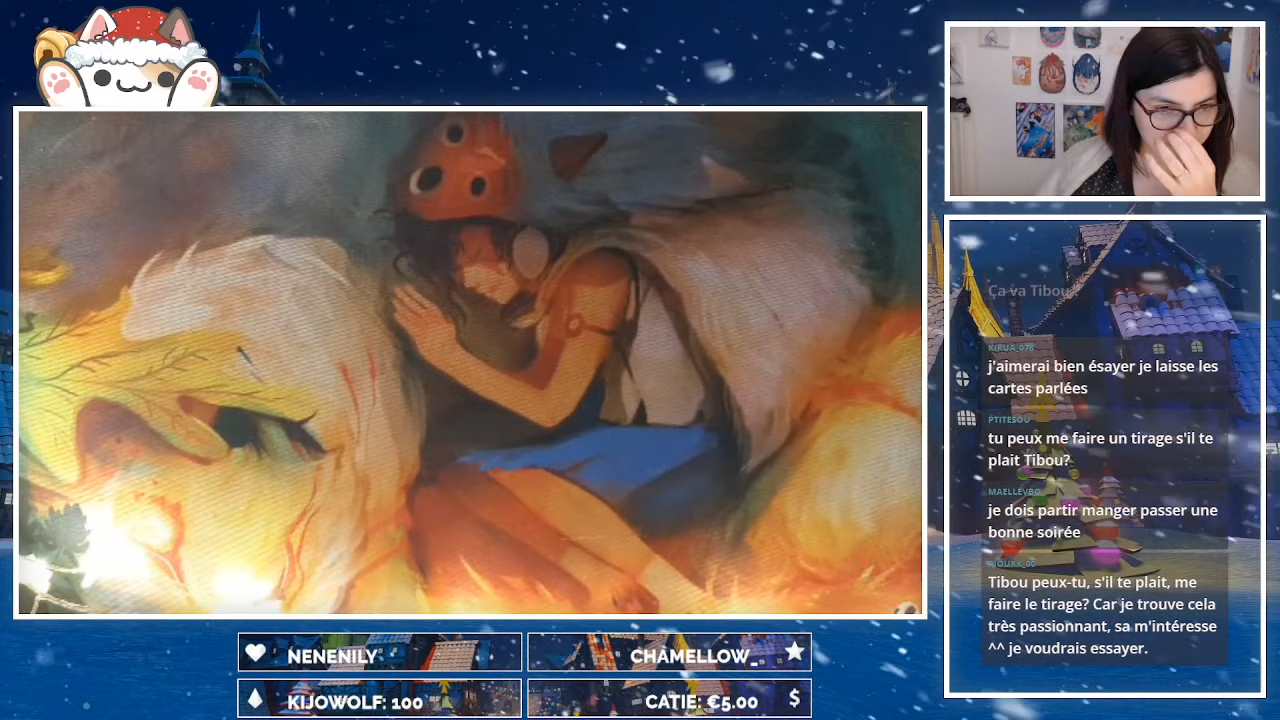 Ça va Tibou
KIRUA_078
j'aimerai bien ésayer je laisse les
cartes parlées
PTITESOU
tu peux me faire un tirage s'il te
plait Tibou?
MAELLEVBO
je dois partir manger passer une
bonne soirée
RIOUXX_00
Tibou peux-tu, s'il te plait, me
faire le tirage? Car je trouve cela
très passionnant, sa m'intéresse
^^ je voudrais essayer.
NENENILY
CHAMELLOW_
KIJOWOLF: 100
CATIE: €5.00
$